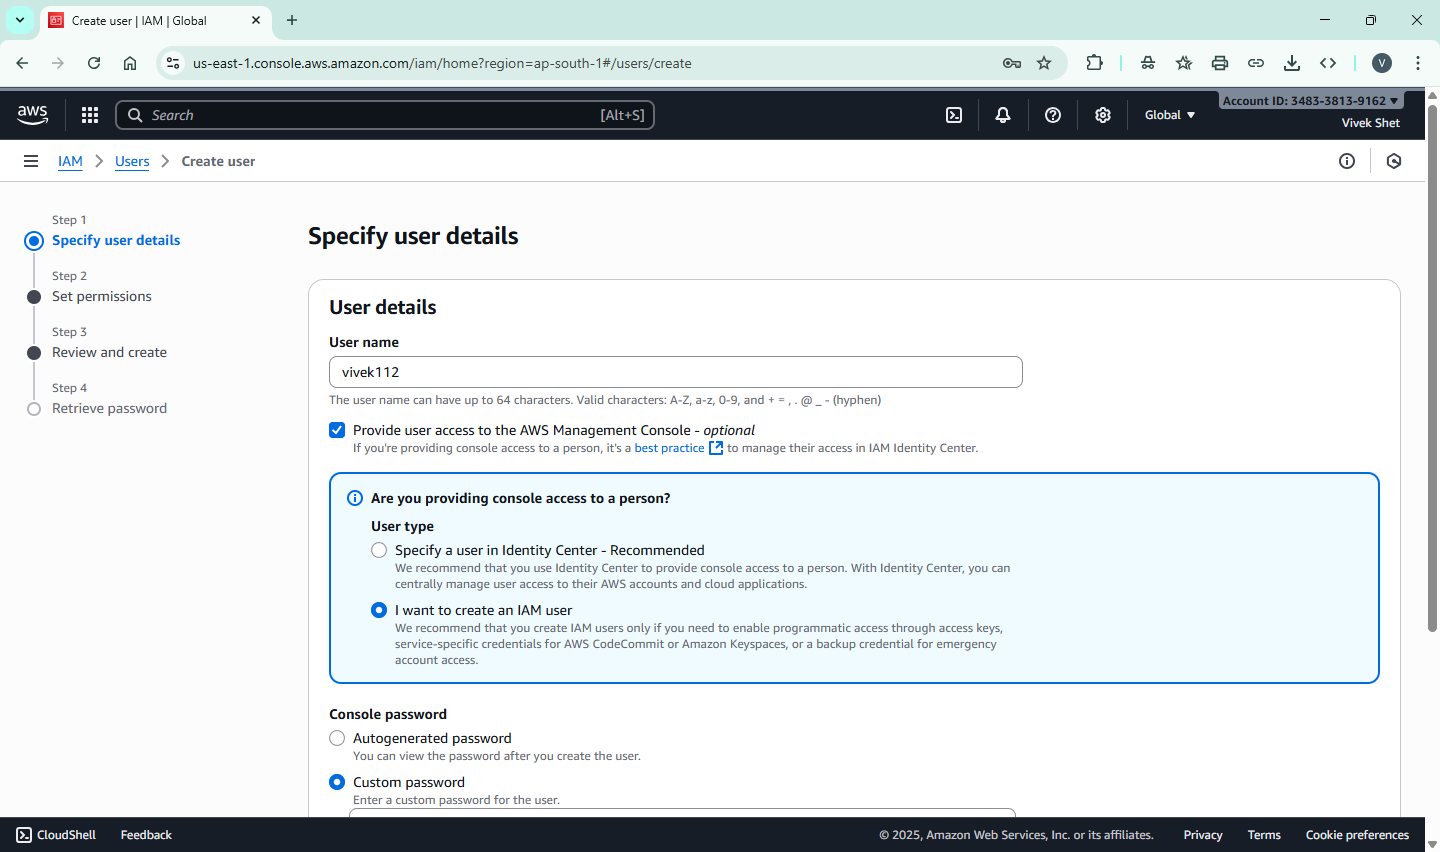 Create user | IAM | Global
us-east-1.console.aws.amazon.com/iam/home?region=ap-south-1#/users/create
V
aws
Search
[Alt+S]
Global
Account ID: 3483-3813-9162
Vivek Shet
IAM
Users
Create user
Step 1
Specify user details
Step 2
Set permissions
Step 3
Review and create
Step 4
Retrieve password
Specify user details
User details
User name
vivek112
The user name can have up to 64 characters. Valid characters: A-Z, a-z, 0-9, and + = , . @ _ - (hyphen)
Provide user access to the AWS Management Console - optional
If you're providing console access to a person, it's a best practice to manage their access in IAM Identity Center.
Are you providing console access to a person?
User type
Specify a user in Identity Center - Recommended
We recommend that you use Identity Center to provide console access to a person. With Identity Center, you can
centrally manage user access to their AWS accounts and cloud applications.
I want to create an IAM user
We recommend that you create IAM users only if you need to enable programmatic access through access keys,
service-specific credentials for AWS CodeCommit or Amazon Keyspaces, or a backup credential for emergency
account access.
Console password
Autogenerated password
You can view the password after you create the user.
Custom password
Enter a custom password for the user.
CloudShell
Feedback
© 2025, Amazon Web Services, Inc. or its affiliates.
Privacy
Terms
Cookie preferences